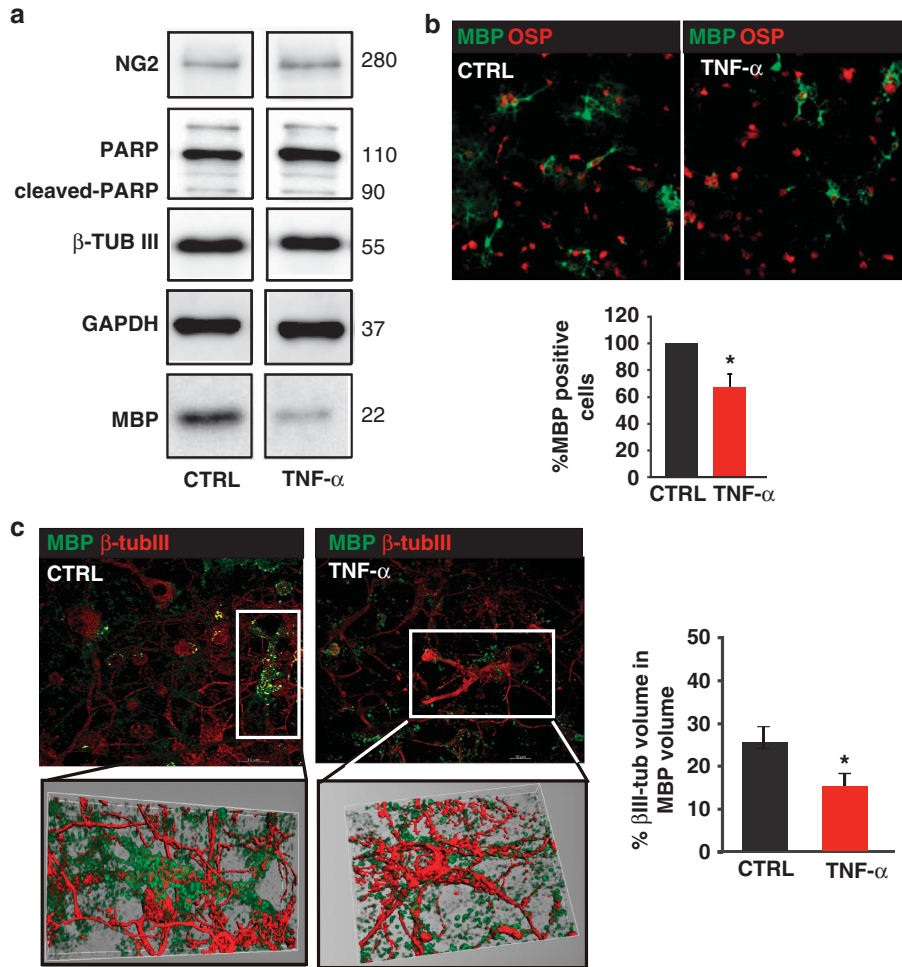 a
NG2
280
PARP
110
cleaved-PARP
90
β-TUB III
55
GAPDH
37
MBP
22
CTRL TNF-α
b
MBP OSP MBP OSP
CTRL TNF-α
%MBP positive
cells
120
100
80
60
40
20
0
*
CTRL TNF-α
c
MBP β-tubIII MBP β-tubIII
CTRL TNF-α
% βIII-tub volume in
MBP volume
50
40
30
20
10
0
*
CTRL TNF-α